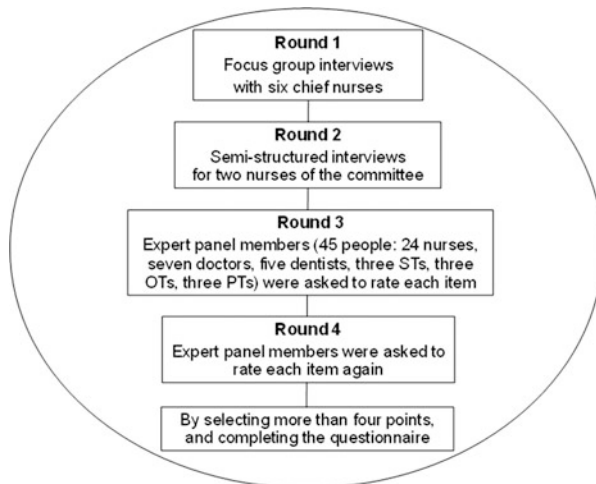 Round 1
Focus group interviews
with six chief nurses
Round 2
Semi-structured interviews
for two nurses of the committee
Round 3
Expert panel members (45 people: 24 nurses,
seven doctors, five dentists, three STs, three
OTs, three PTs) were asked to rate each item
Round 4
Expert panel members were asked to
rate each item again
By selecting more than four points,
and completing the questionnaire